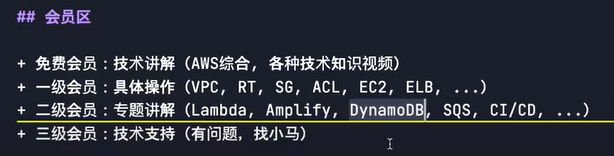 ## 会员区
+ 免费会员：技术讲解（AWS综合, 各种技术知识视频）
+ 一级会员：具体操作（VPC, RT, SG, ACL, EC2, ELB, ...）
+ 二级会员：专题讲解（Lambda, Amplify, DynamoDB, SQS, CI/CD, ...）
+ 三级会员：技术支持（有问题, 找小马）